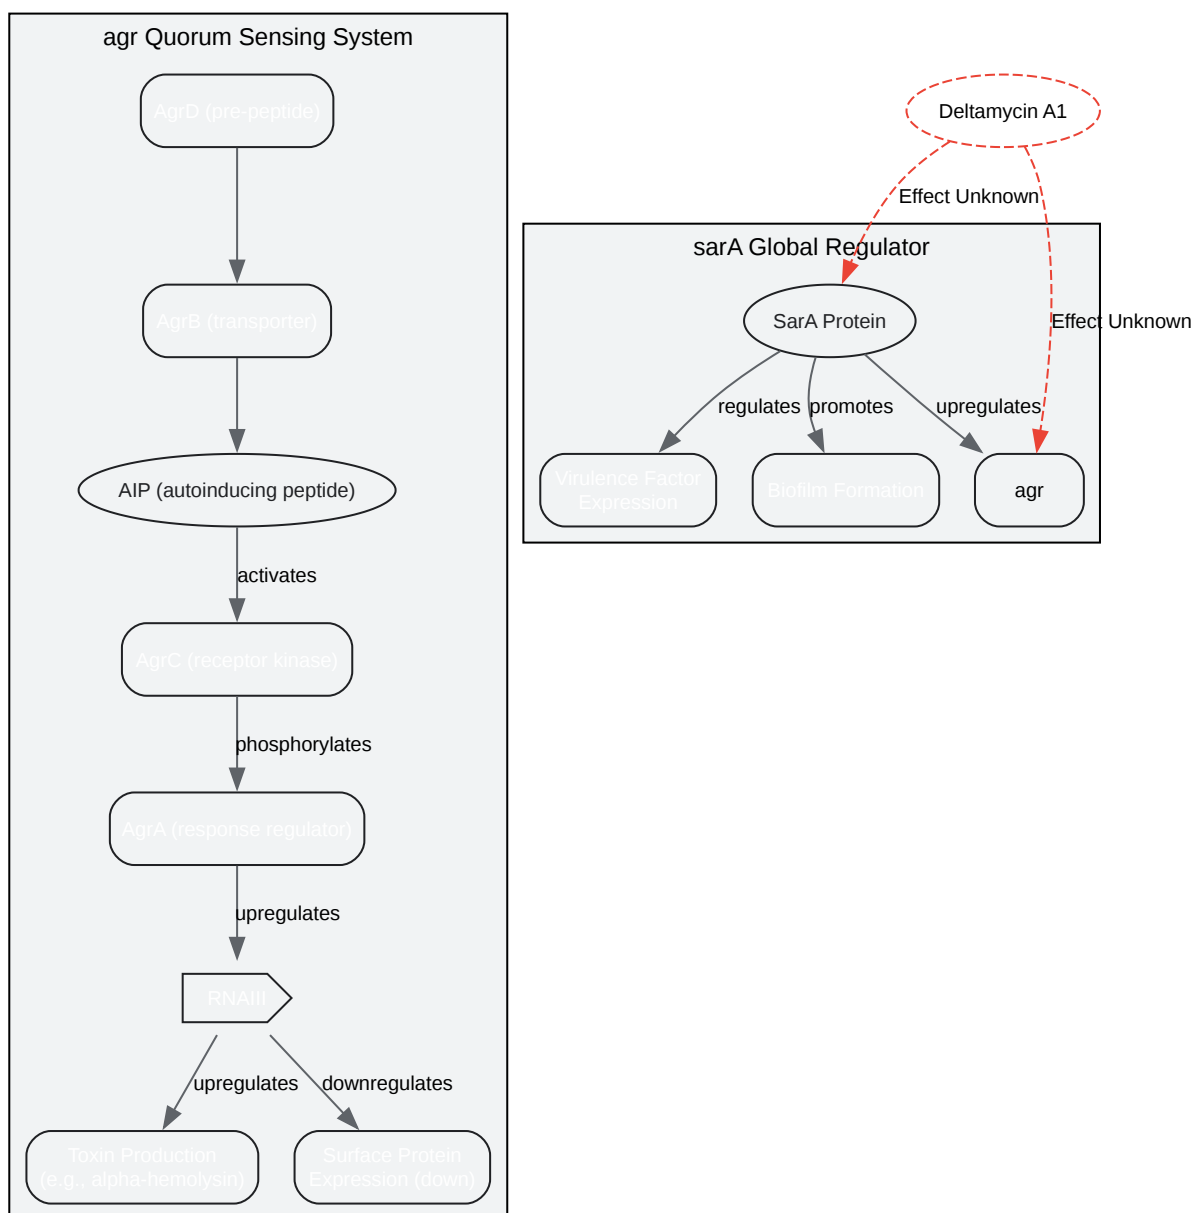 agr Quorum Sensing System
AgrD (pre-peptide)
AgrB (transporter)
AIP (autoinducing peptide)
activates
AgrC (receptor kinase)
phosphorylates
AgrA (response regulator)
upregulates
RNAIII
upregulates
downregulates
Toxin Production
(e.g., alpha-hemolysin)
Surface Protein
Expression (down)
Deltamycin A1
Effect Unknown
Effect Unknown
sarA Global Regulator
SarA Protein
regulates
promotes
upregulates
Virulence Factor
Expression
Biofilm Formation
agr